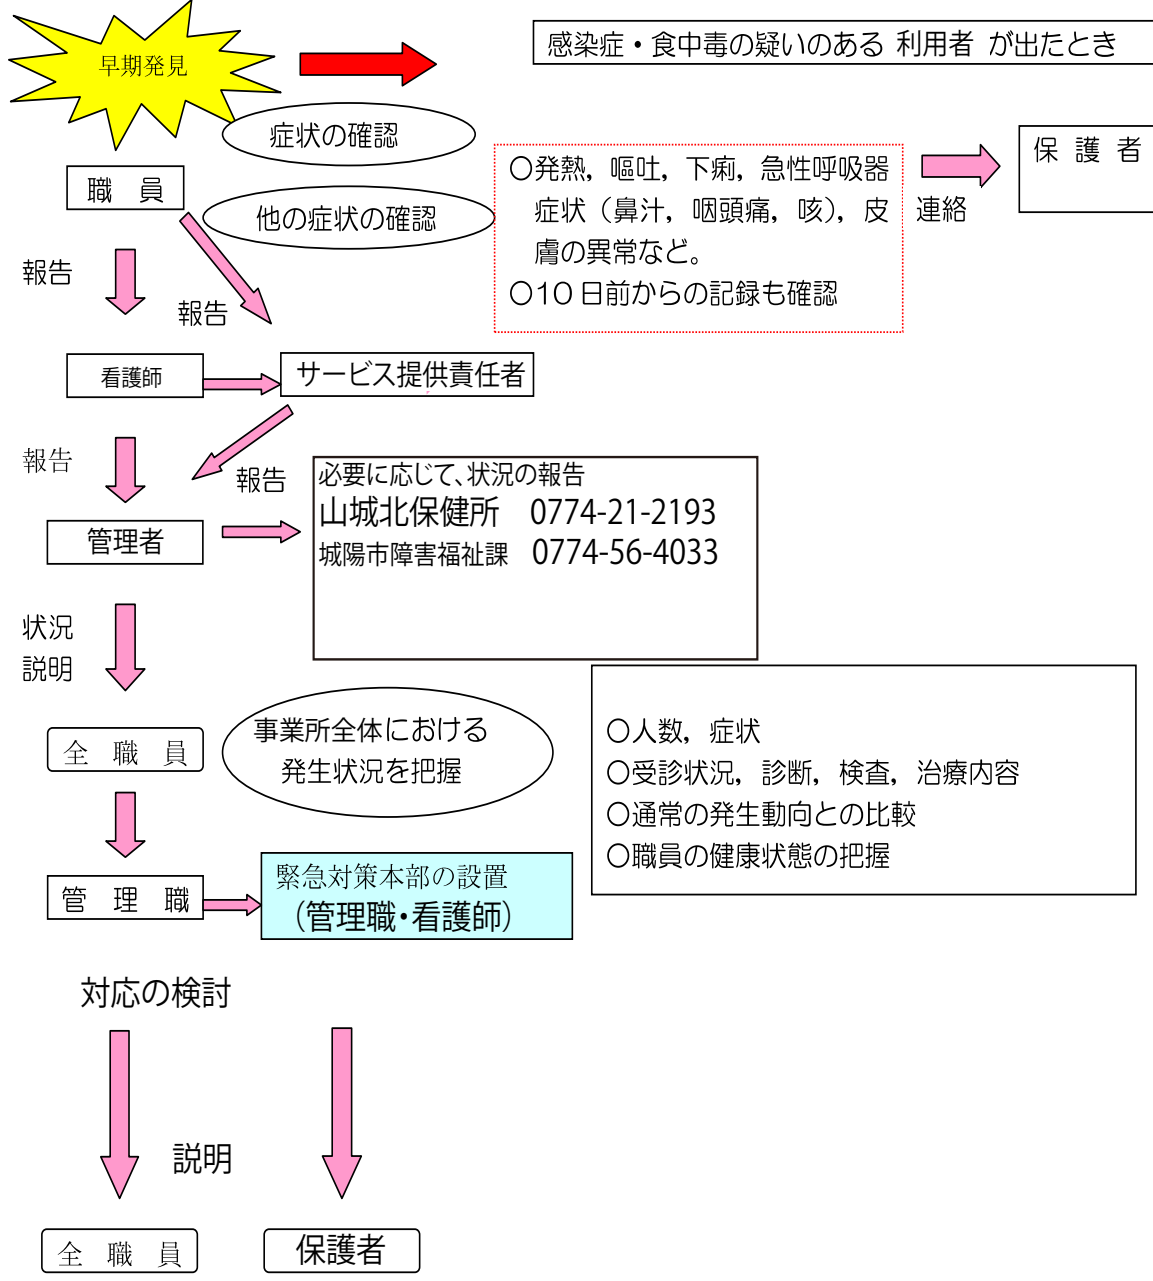 早期発見
感染症・食中毒の疑いのある 利用者 が出たとき
症状の確認
保 護 者
○発熱，嘔吐，下痢，急性呼吸器
症状（鼻汁，咽頭痛，咳），皮
膚の異常など。
○10日前からの記録も確認
連絡
職　員
他の症状の確認
報告
報告
看護師
サービス提供責任者
報告
報告
必要に応じて、状況の報告
山城北保健所　0774-21-2193
城陽市障害福祉課　0774-56-4033
管理者
状況
説明
全　職　員
事業所全体における
発生状況を把握
○人数，症状
○受診状況，診断，検査，治療内容
○通常の発生動向との比較
○職員の健康状態の把握
管　理　職
緊急対策本部の設置
（管理職・看護師）
対応の検討
説明
全　職　員
保護者